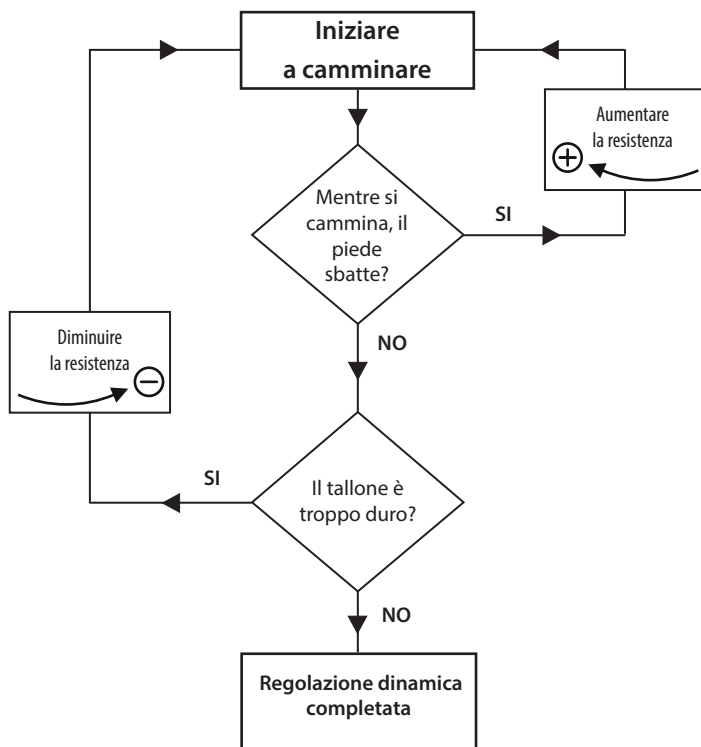 Iniziare
a camminare
Aumentare
la resistenza
Mentre si
cammina, il
piede
sbatte?
SI
NO
Diminuire
la resistenza
SI
Il tallone è
troppo duro?
NO
Regolazione dinamica
completata